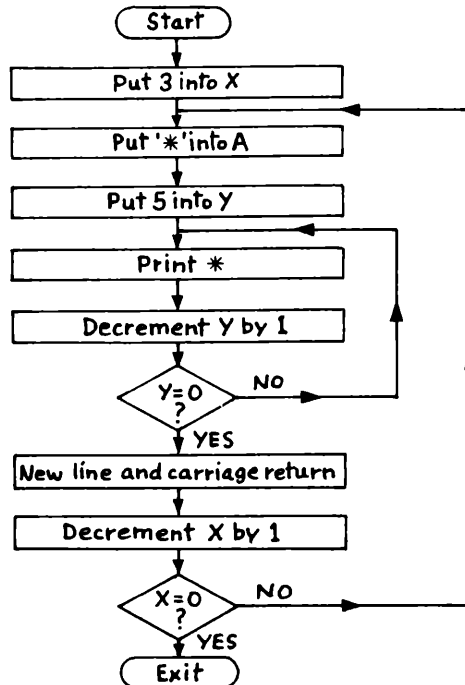 Start
Put 3 into X
Put '*' into A
Put 5 into Y
Print *
Decrement Y by 1
Y=0
?
NO
YES
New line and carriage return
Decrement X by 1
X=0
?
NO
YES
Exit